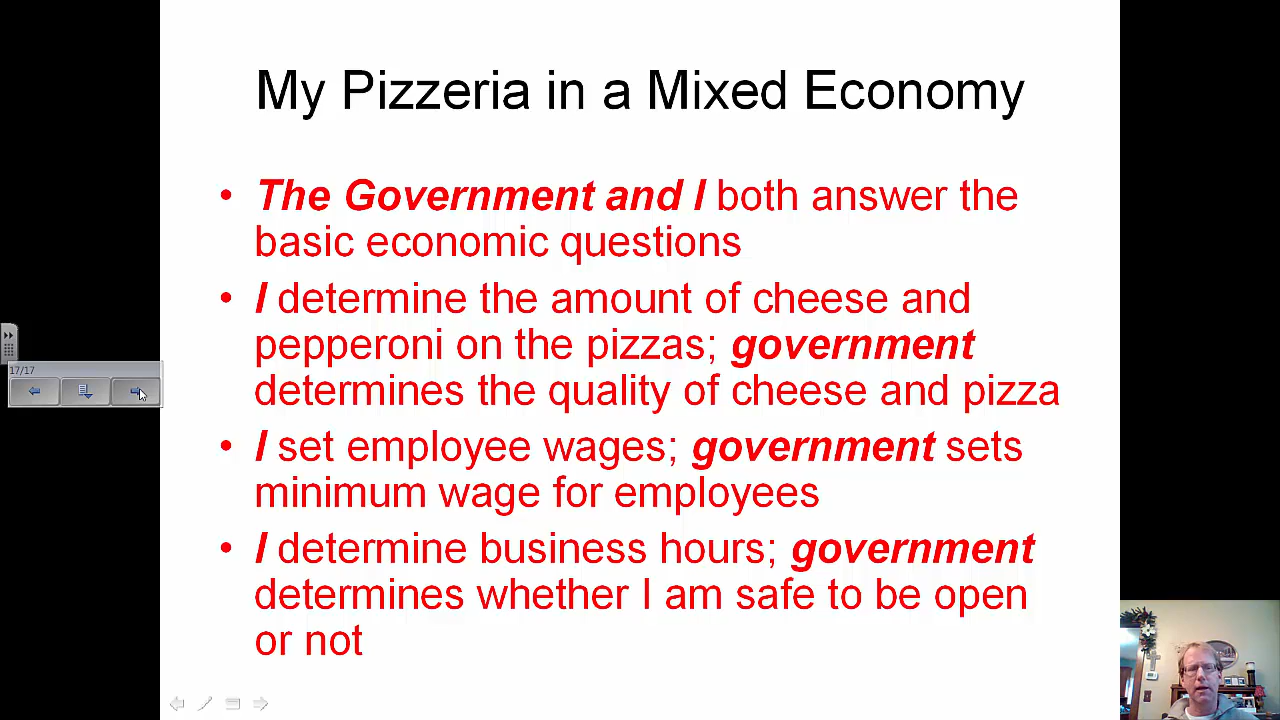 My Pizzeria in a Mixed Economy
• The Government and I both answer the
basic economic questions
• I determine the amount of cheese and
pepperoni on the pizzas; government
determines the quality of cheese and pizza
• I set employee wages; government sets
minimum wage for employees
• I determine business hours; government
determines whether I am safe to be open
or not
17/17